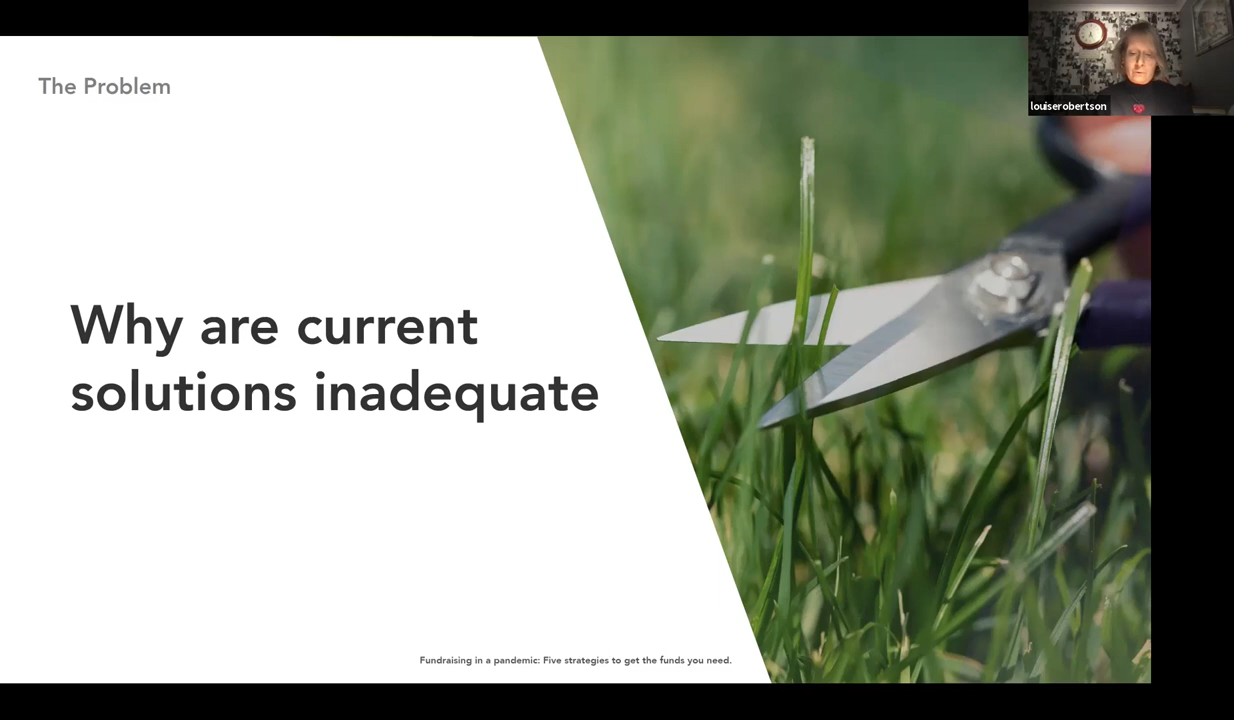 The Problem
louiserobertson
Why are current
solutions inadequate
Fundraising in a pandemic: Five strategies to get the funds you need.